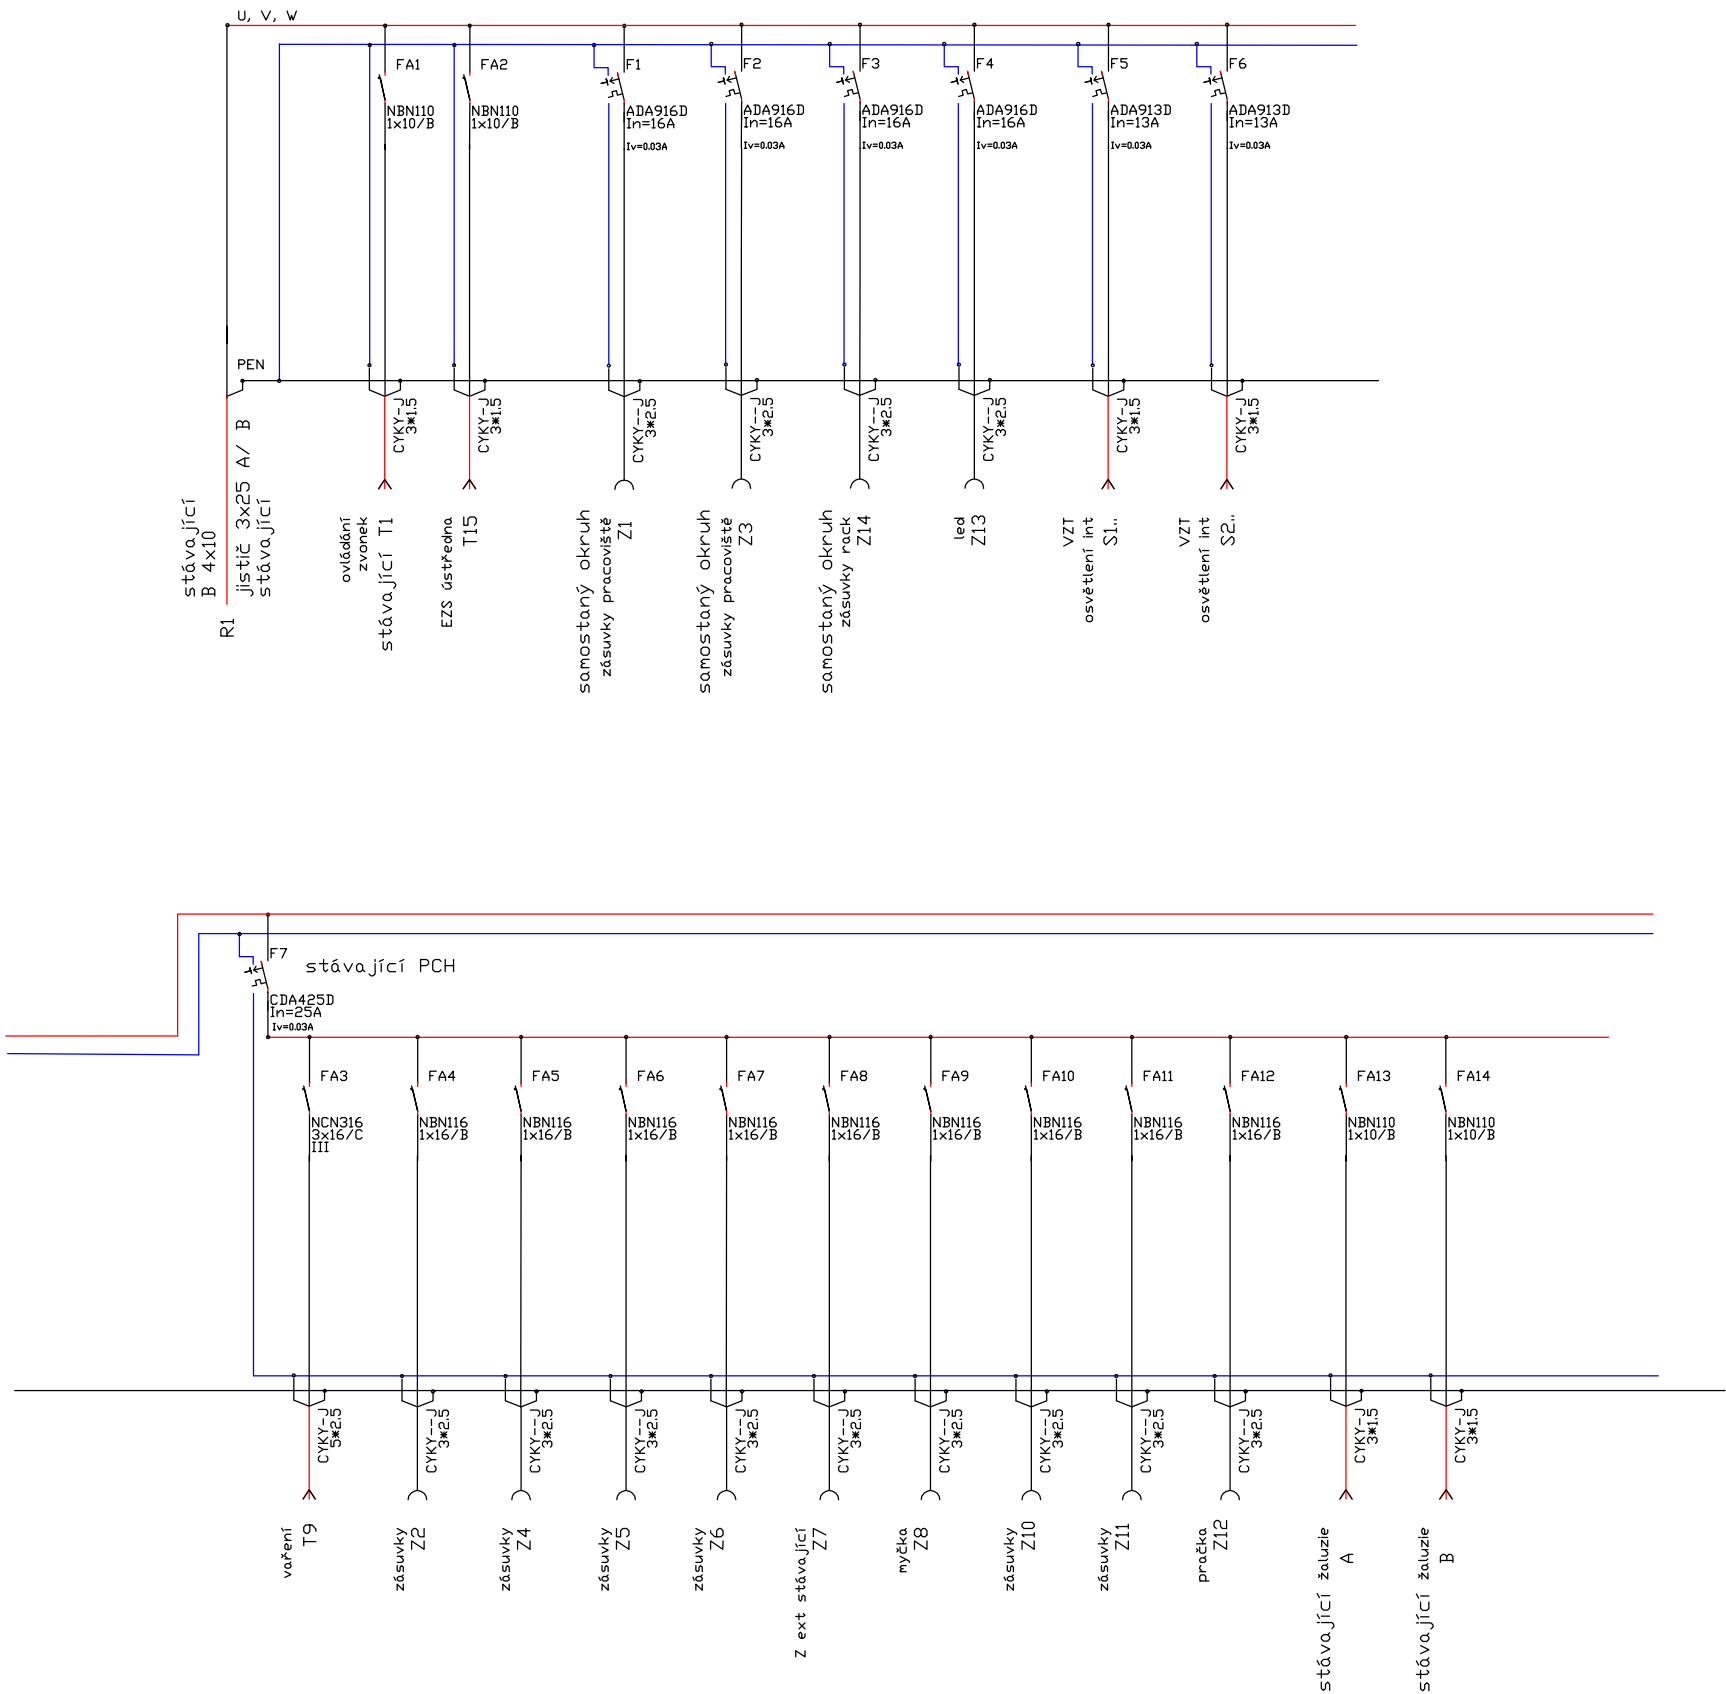 U, V, W
FA1
NBN110
1x10/B
FA2
NBN110
1x10/B
F1
ADA916D
In=16A
Iv=0.03A
F2
ADA916D
In=16A
Iv=0.03A
F3
ADA916D
In=16A
Iv=0.03A
F4
ADA916D
In=16A
Iv=0.03A
F5
ADA913D
In=13A
Iv=0.03A
F6
ADA913D
In=13A
Iv=0.03A
PEN
CYKY-J
3*1.5
CYKY-J
3*1.5
CYKY--J
3*2.5
CYKY--J
3*2.5
CYKY--J
3*2.5
CYKY--J
3*2.5
CYKY-J
3*1.5
CYKY-J
3*1.5
stávající
B 4x10
R1
jistič 3x25 A/ B
stávající
ovládání
zvonek
stávající T1
EZS ústředna
T15
samostaný okruh
zásuvky pracoviště
Z1
samostaný okruh
zásuvky pracoviště
Z3
samostaný okruh
zásuvky rack
Z14
led
Z13
VZT
osvětlení int
S1..
VZT
osvětlení int
S2..
F7
stávající PCH
CDA425D
In=25A
Iv=0.03A
FA3
NCN316
3x16/C
III
FA4
NBN116
1x16/B
FA5
NBN116
1x16/B
FA6
NBN116
1x16/B
FA7
NBN116
1x16/B
FA8
NBN116
1x16/B
FA9
NBN116
1x16/B
FA10
NBN116
1x16/B
FA11
NBN116
1x16/B
FA12
NBN116
1x16/B
FA13
NBN110
1x10/B
FA14
NBN110
1x10/B
CYKY-J
5*2.5
CYKY--J
3*2.5
CYKY--J
3*2.5
CYKY--J
3*2.5
CYKY--J
3*2.5
CYKY--J
3*2.5
CYKY--J
3*2.5
CYKY--J
3*2.5
CYKY--J
3*2.5
CYKY--J
3*2.5
CYKY-J
3*1.5
CYKY-J
3*1.5
vaření
T9
zásuvky
Z2
zásuvky
Z4
zásuvky
Z5
zásuvky
Z6
Z ext stávající
Z7
myčka
Z8
zásuvky
Z10
zásuvky
Z11
pračka
Z12
stávající žaluzie
A
stávající žaluzie
B